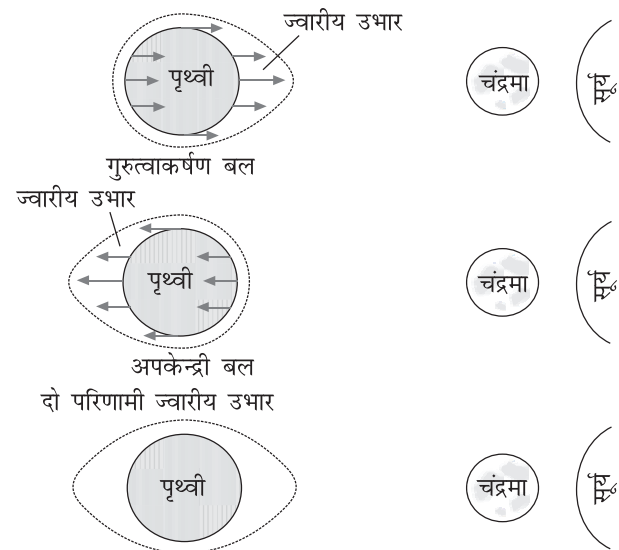 ज्वारीय उभार
पृथ्वी
चंद्रमा
सूर्य
गुरुत्वाकर्षण बल
ज्वारीय उभार
पृथ्वी
चंद्रमा
सूर्य
अपकेन्द्री बल
दो परिणामी ज्वारीय उभार
पृथ्वी
चंद्रमा
सूर्य